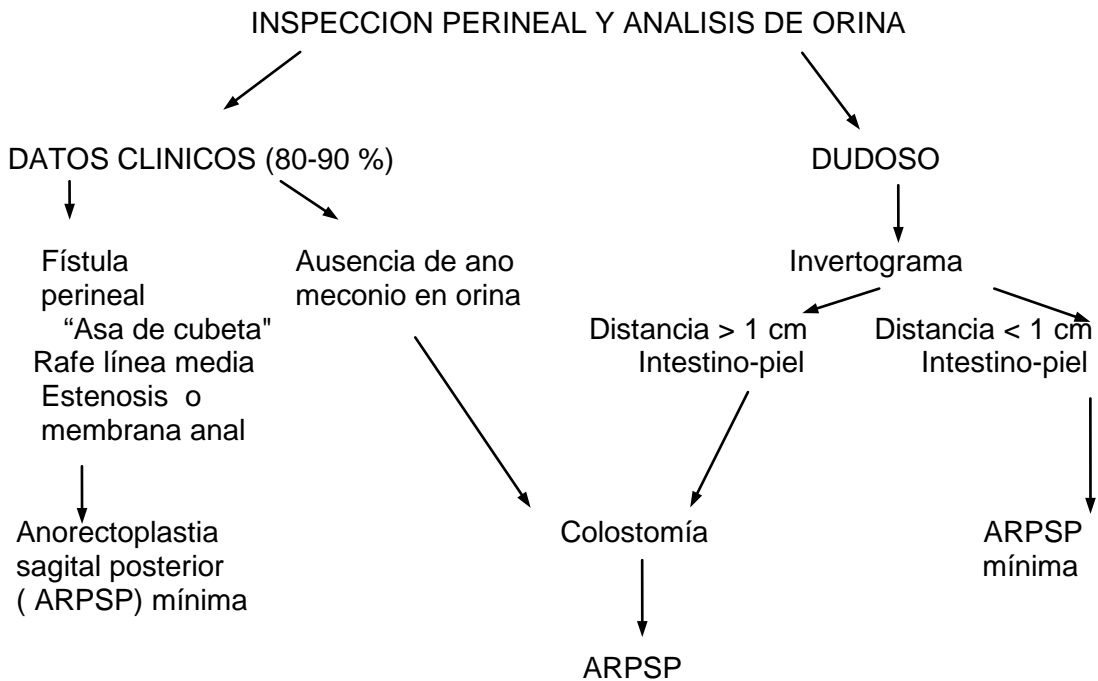 INSPECCION PERINEAL Y ANALISIS DE ORINA
DATOS CLINICOS (80-90 %)
DUDOSO
Fístula
perineal
“Asa de cubeta"
Rafe línea media
Estenosis o
membrana anal
Ausencia de ano
meconio en orina
Invertograma
Distancia > 1 cm
Intestino-piel
Distancia < 1 cm
Intestino-piel
Anorectoplastia
sagital posterior
( ARPSP) mínima
Colostomía
ARPSP
mínima
ARPSP